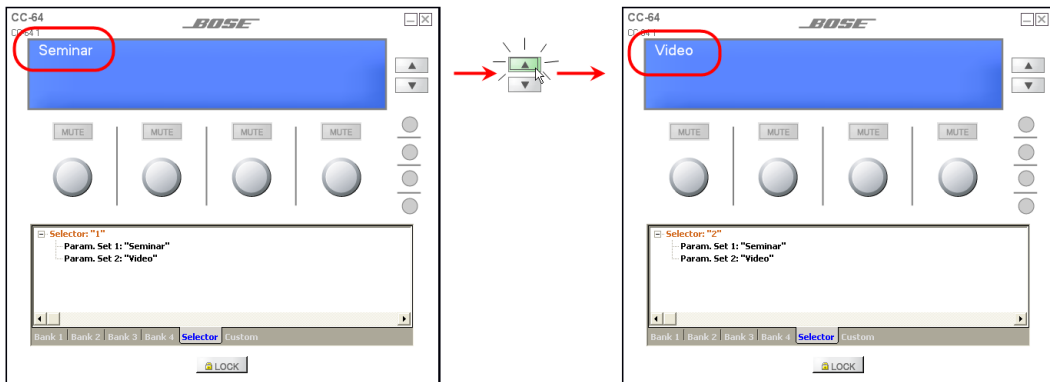 CC-64
BOSE
CC-64 1
Seminar
MUTE MUTE MUTE MUTE
Selector: "1"
Param. Set 1: "Seminar"
Param. Set 2: "Video"
Bank 1 Bank 2 Bank 3 Bank 4 Selector Custom
LOCK
CC-64
BOSE
CC-64 1
Video
MUTE MUTE MUTE MUTE
Selector: "2"
Param. Set 1: "Seminar"
Param. Set 2: "Video"
Bank 1 Bank 2 Bank 3 Bank 4 Selector Custom
LOCK